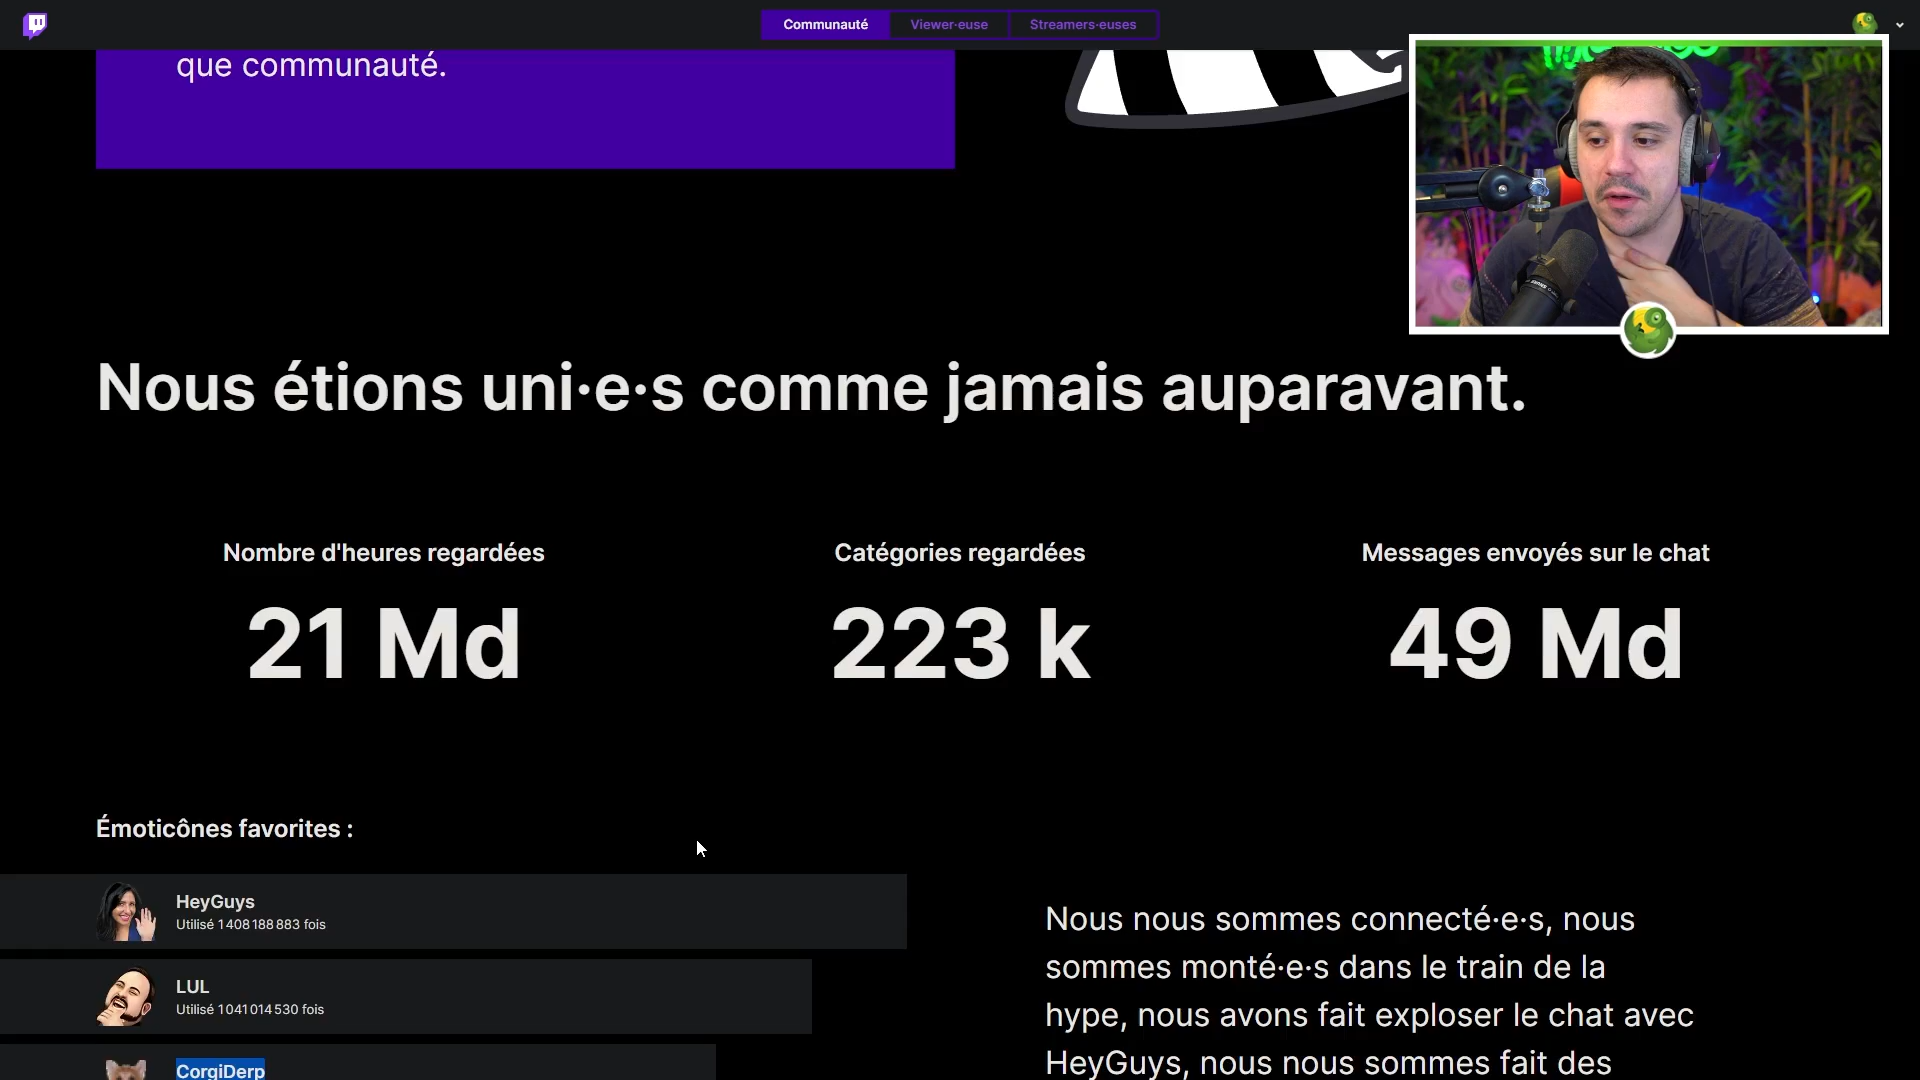 Communauté
Viewer·euse
Streamers·euses
que communauté.
Nous étions uni·e·s comme jamais auparavant.
Nombre d'heures regardées
21 Md
Catégories regardées
223 k
Messages envoyés sur le chat
49 Md
Émoticônes favorites :
HeyGuys
Utilisé 1 408 188 883 fois
LUL
Utilisé 1 041 014 530 fois
CorgiDerp
Nous nous sommes connecté·e·s, nous
sommes monté·e·s dans le train de la
hype, nous avons fait exploser le chat avec
HeyGuys, nous nous sommes fait des